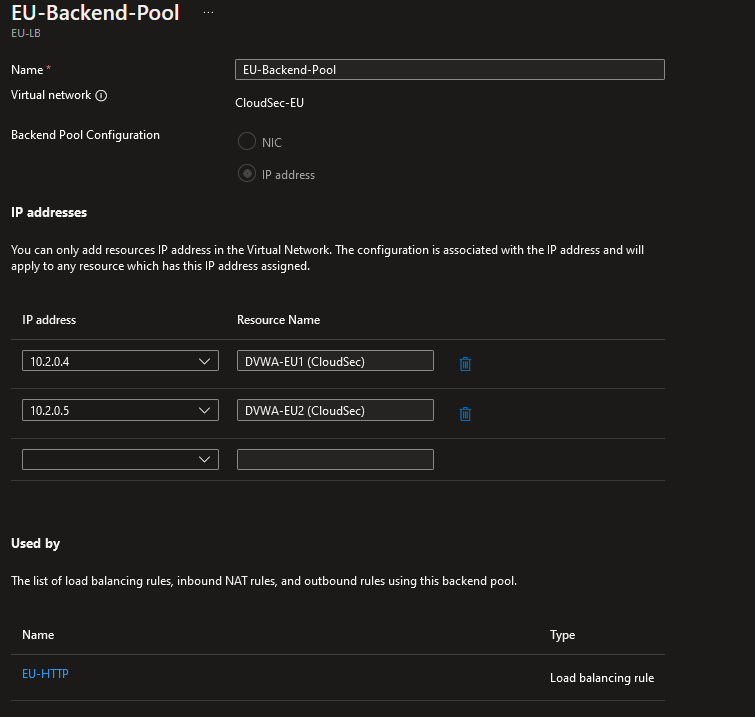 EU-Backend-Pool ...
EU-LB
Name * EU-Backend-Pool
Virtual network CloudSec-EU
Backend Pool Configuration NIC
IP address
IP addresses
You can only add resources IP address in the Virtual Network. The configuration is associated with the IP address and will
apply to any resource which has this IP address assigned.
IP address Resource Name
10.2.0.4 DVWA-EU1 (CloudSec)
10.2.0.5 DVWA-EU2 (CloudSec)
Used by
The list of load balancing rules, inbound NAT rules, and outbound rules using this backend pool.
Name Type
EU-HTTP Load balancing rule